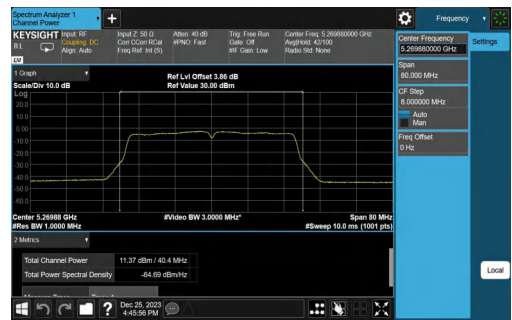 Spectrum Analyzer 1
Channel Power
+
Frequency
KEYSIGHT
RL
Input: RF
Coupling: DC
Align: Auto
Input Z: 50 Ω
Corr CCorr RCal
Freq Ref: Int (S)
Atten: 40 dB
#PNO: Fast
Trig: Free Run
Gate: Off
#IF Gain: Low
Center Freq: 5.269880000 GHz
Avg|Hold: 42/100
Radio Std: None
1 Graph
Scale/Div 10.0 dB
Ref Lvl Offset 3.86 dB
Ref Value 30.00 dBm
Log
20.0
10.0
0.00
-10.0
-20.0
-30.0
-40.0
-50.0
-60.0
Center 5.26988 GHz
#Res BW 1.0000 MHz
#Video BW 3.0000 MHz*
Span 80 MHz
#Sweep 10.0 ms (1001 pts)
2 Metrics
Total Channel Power 11.37 dBm / 40.4 MHz
Total Power Spectral Density -64.69 dBm/Hz
?
Dec 25, 2023
4:45:56 PM
Center Frequency
5.269880000 GHz
Settings
Span
80.000 MHz
CF Step
8.000000 MHz
Auto
Man
Freq Offset
0 Hz
Local